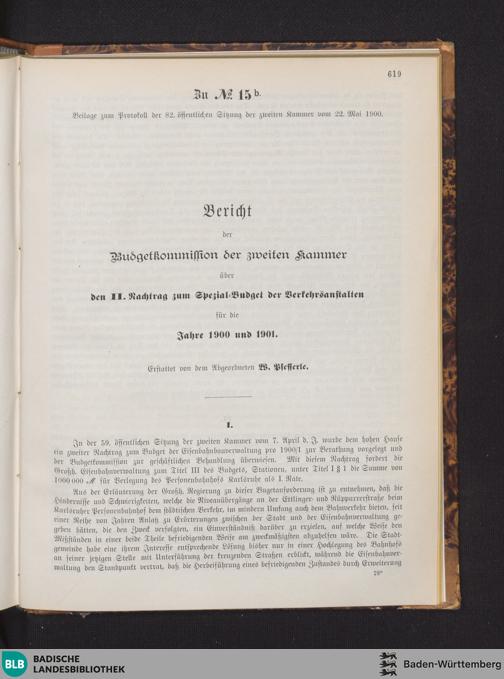 619
Zu № 15b.
Beilage zum Protokoll der 82. öffentlichen Sitzung der zweiten Kammer vom 22. Mai 1900.
Bericht
der
Budgetkommission der zweiten Kammer
über
den II. Nachtrag zum Spezial-Budget der Verkehrsanstalten
für die
Jahre 1900 und 1901.
Erstattet von dem Abgeordneten W. Pfefferle.
I.
In der 59. öffentlichen Sitzung der zweiten Kammer vom 7. April d. J. wurde dem hohen Hause
ein zweiter Nachtrag zum Budget der Eisenbahnbauverwaltung pro 1900/1 zur Berathung vorgelegt und
der Budgetkommission zur geschäftlichen Behandlung überwiesen. Mit diesem Nachtrag fordert die
Großh. Eisenbahnverwaltung zum Titel III des Budgets, Stationen, unter Titel I § 1 die Summe von
1000000 ℳ für Verlegung des Personenbahnhofs Karlsruhe als I. Rate.
Aus der Erläuterung der Großh. Regierung zu dieser Budgetanforderung ist zu entnehmen, daß die
Hindernisse und Schwierigkeiten, welche die Niveauübergänge an der Ettlinger- und Rüppurrerstraße beim
Karlsruher Personenbahnhof dem städtischen Verkehr, im mindern Umfang auch dem Bahnverkehr bieten, seit
einer Reihe von Jahren Anlaß zu Erörterungen zwischen der Stadt und der Eisenbahnverwaltung ge-
geben hätten, die den Zweck verfolgten, ein Einverständniß darüber zu erzielen, auf welche Weise den
Mißständen in einer beide Theile befriedigenden Weise am zweckmäßigsten abzuhelfen wäre. Die Stadt-
gemeinde habe eine ihrem Interesse entsprechende Lösung bisher nur in einer Hochlegung des Bahnhofs
an seiner jetzigen Stelle mit Unterführung der kreuzenden Straßen erblickt, während die Eisenbahnver-
waltung den Standpunkt vertrat, daß die Herbeiführung eines befriedigenden Zustandes durch Erweiterung
78*
BLB BADISCHE
LANDESBIBLIOTHEK
Baden-Württemberg